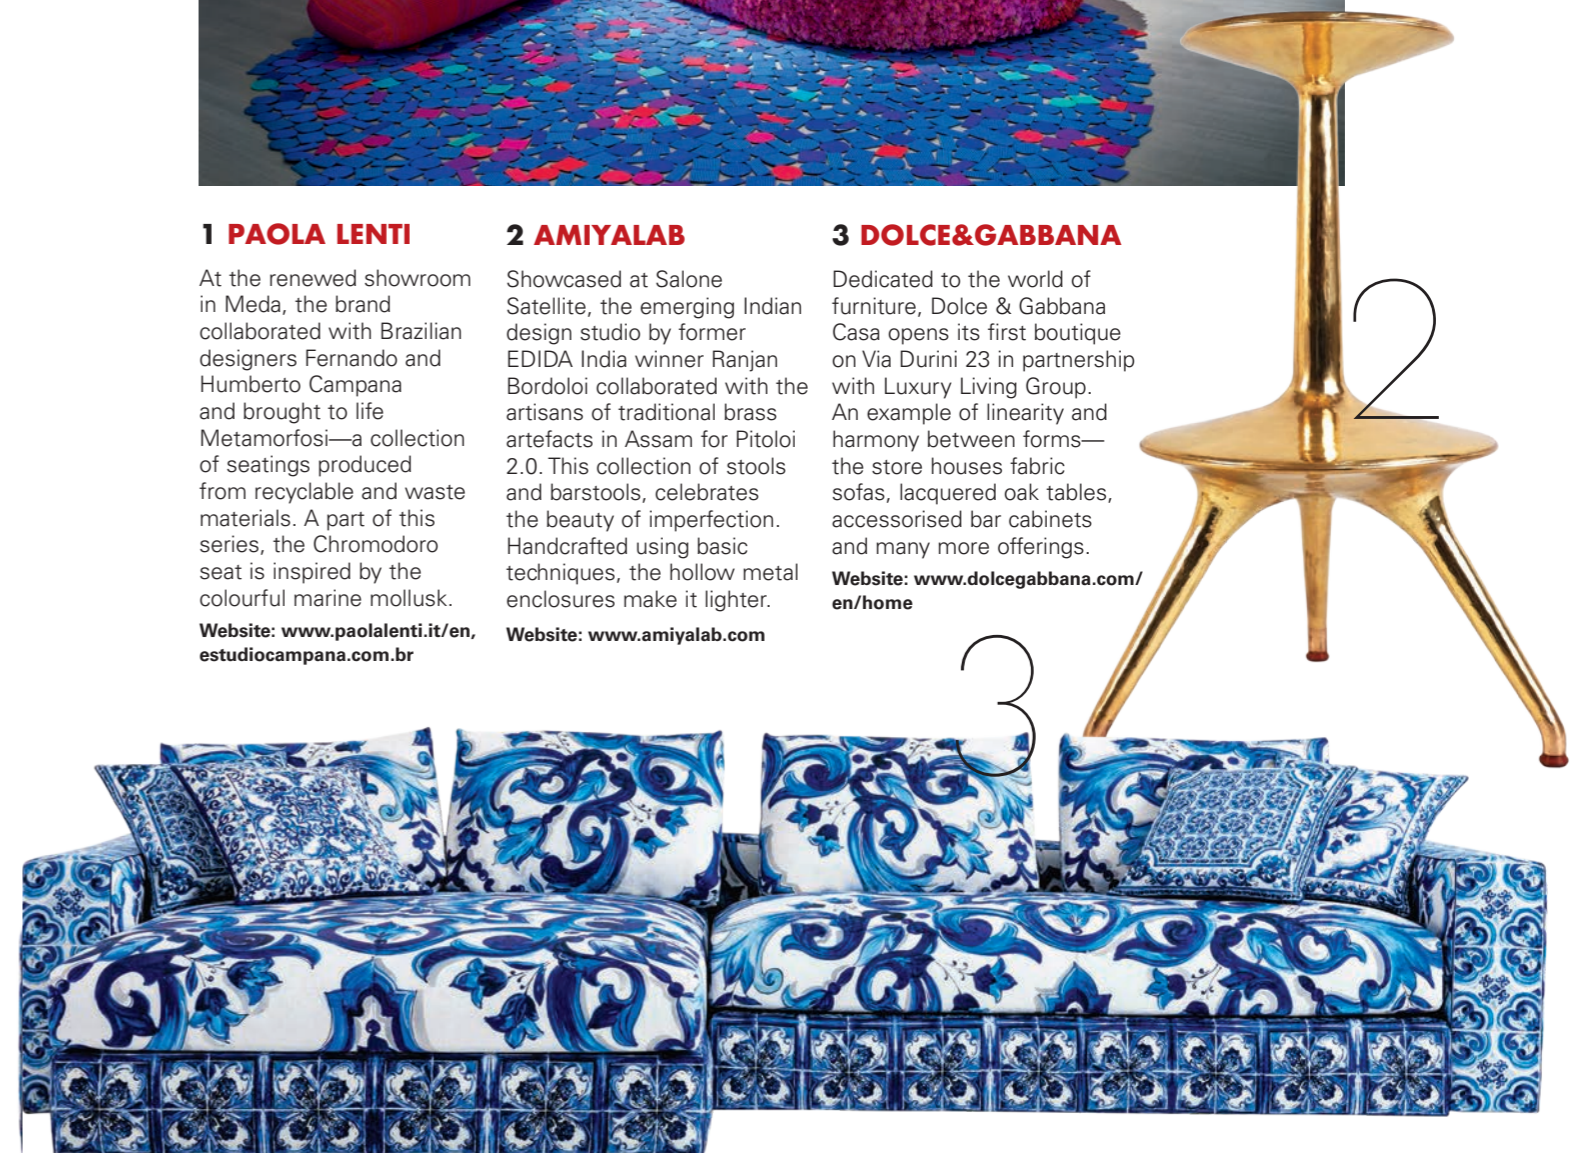 1 PAOLA LENTI
At the renewed showroom
in Meda, the brand
collaborated with Brazilian
designers Fernando and
Humberto Campana
and brought to life
Metamorfosi—a collection
of seatings produced
from recyclable and waste
materials. A part of this
series, the Chromodoro
seat is inspired by the
colourful marine mollusk.
Website: www.paolalenti.it/en,
estudiocampana.com.br
2 AMIYALAB
Showcased at Salone
Satellite, the emerging Indian
design studio by former
EDIDA India winner Ranjan
Bordoloi collaborated with the
artisans of traditional brass
artefacts in Assam for Pitoloi
2.0. This collection of stools
and barstools, celebrates
the beauty of imperfection.
Handcrafted using basic
techniques, the hollow metal
enclosures make it lighter.
Website: www.amiyalab.com
3 DOLCE&GABBANA
Dedicated to the world of
furniture, Dolce & Gabbana
Casa opens its first boutique
on Via Durini 23 in partnership
with Luxury Living Group.
An example of linearity and
harmony between forms—
the store houses fabric
sofas, lacquered oak tables,
accessorised bar cabinets
and many more offerings.
Website: www.dolcegabbana.com/
en/home
2
3